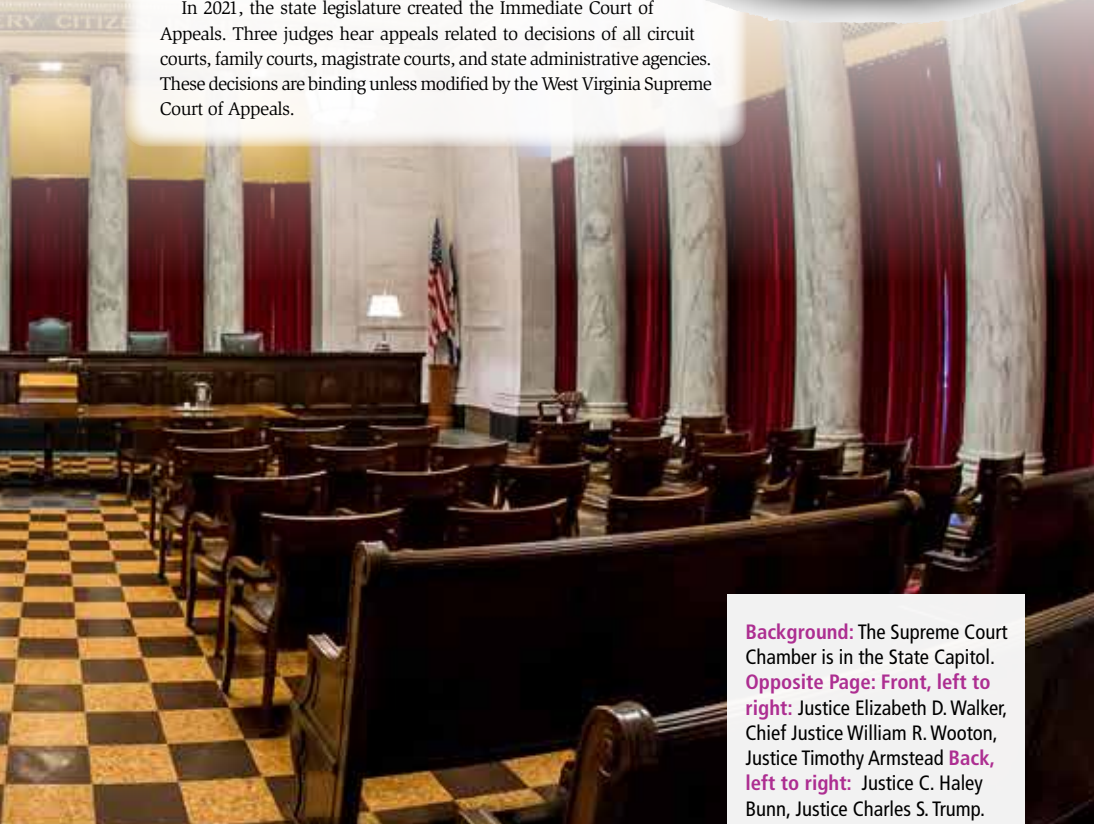 RY CITIZE
In 2021, the state legislature created the Immediate Court of
Appeals. Three judges hear appeals related to decisions of all circuit
courts, family courts, magistrate courts, and state administrative agencies.
These decisions are binding unless modified by the West Virginia Supreme
Court of Appeals.
Background: The Supreme Court
Chamber is in the State Capitol.
Opposite Page: Front, left to
right: Justice Elizabeth D. Walker,
Chief Justice William R. Wooton,
Justice Timothy Armstead Back,
left to right: Justice C. Haley
Bunn, Justice Charles S. Trump.